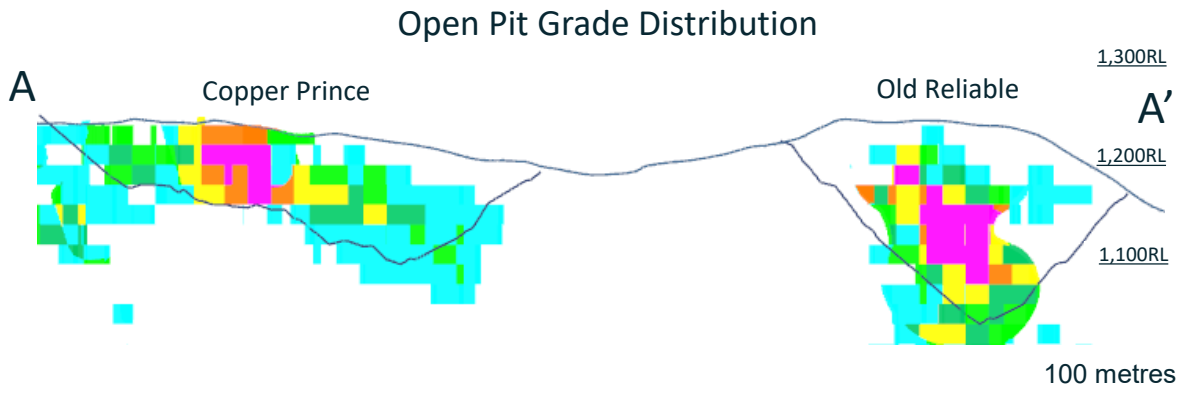 Open Pit Grade Distribution
1,300RL
A
Copper Prince
Old Reliable
A’
1,200RL
1,100RL
100 metres